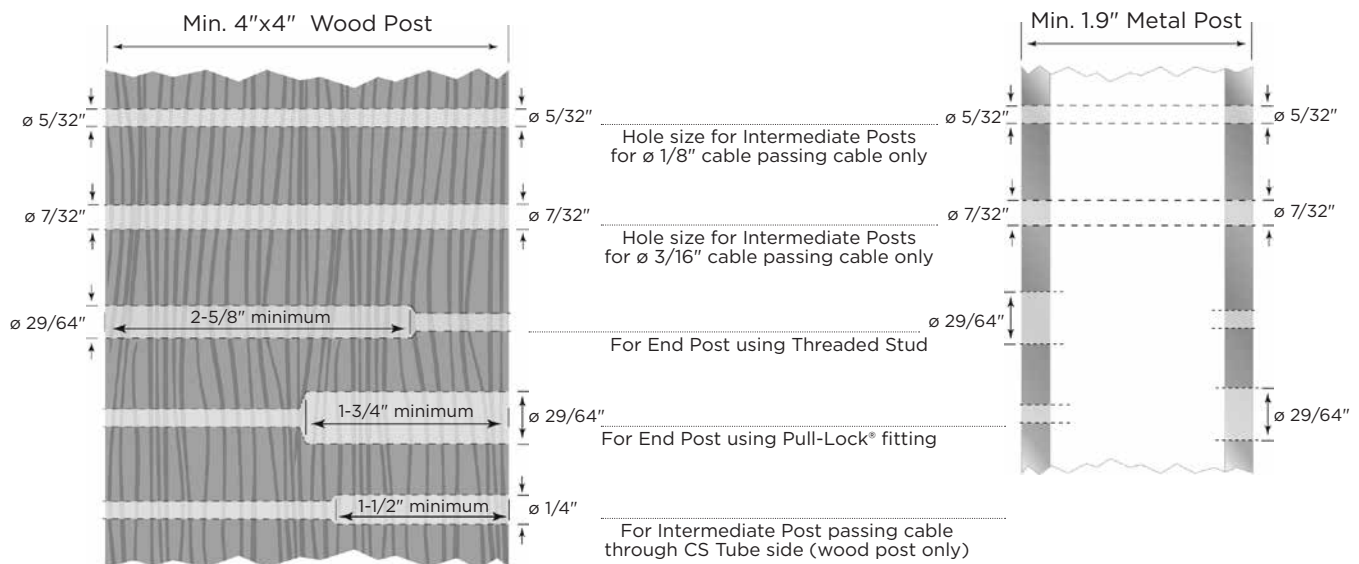 Min. 4"x4" Wood Post
Min. 1.9" Metal Post
ø 5/32"
ø 5/32"
Hole size for Intermediate Posts
for ø 1/8" cable passing cable only
ø 5/32"
ø 5/32"
ø 7/32"
ø 7/32"
Hole size for Intermediate Posts
for ø 3/16" cable passing cable only
ø 7/32"
ø 7/32"
ø 29/64"
2-5/8" minimum
For End Post using Threaded Stud
ø 29/64"
1-3/4" minimum
ø 29/64"
For End Post using Pull-Lock® fitting
ø 29/64"
1-1/2" minimum
ø 1/4"
For Intermediate Post passing cable
through CS Tube side (wood post only)